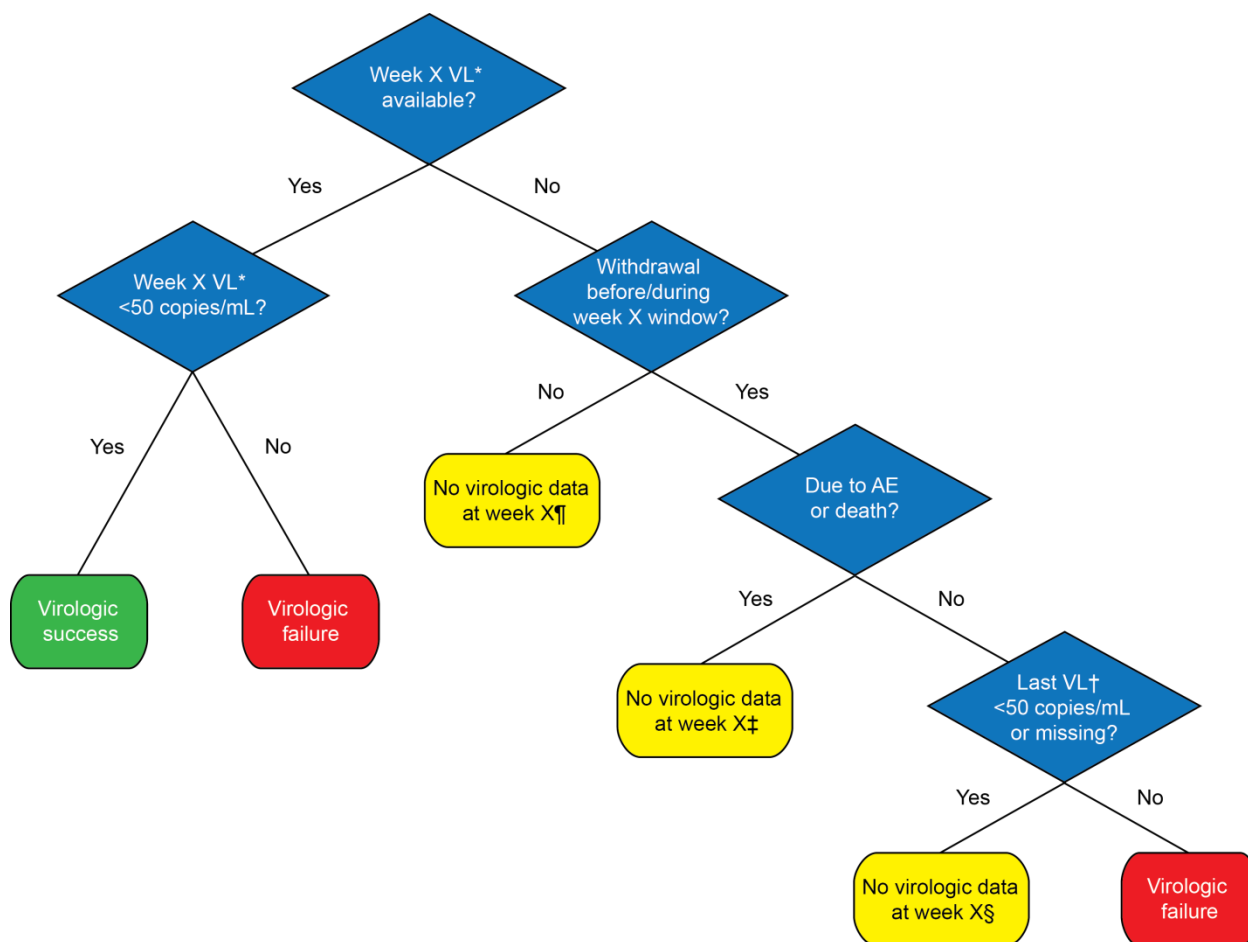 Week X VL*
available?
Yes
No
Week X VL*
<50 copies/mL?
Withdrawal
before/during
week X window?
Yes
No
No
Yes
Virologic
success
Virologic
failure
No virologic data
at week X¶
Due to AE
or death?
Yes
No
No virologic data
at week X‡
Last VL†
<50 copies/mL
or missing?
Yes
No
No virologic data
at week X§
Virologic
failure